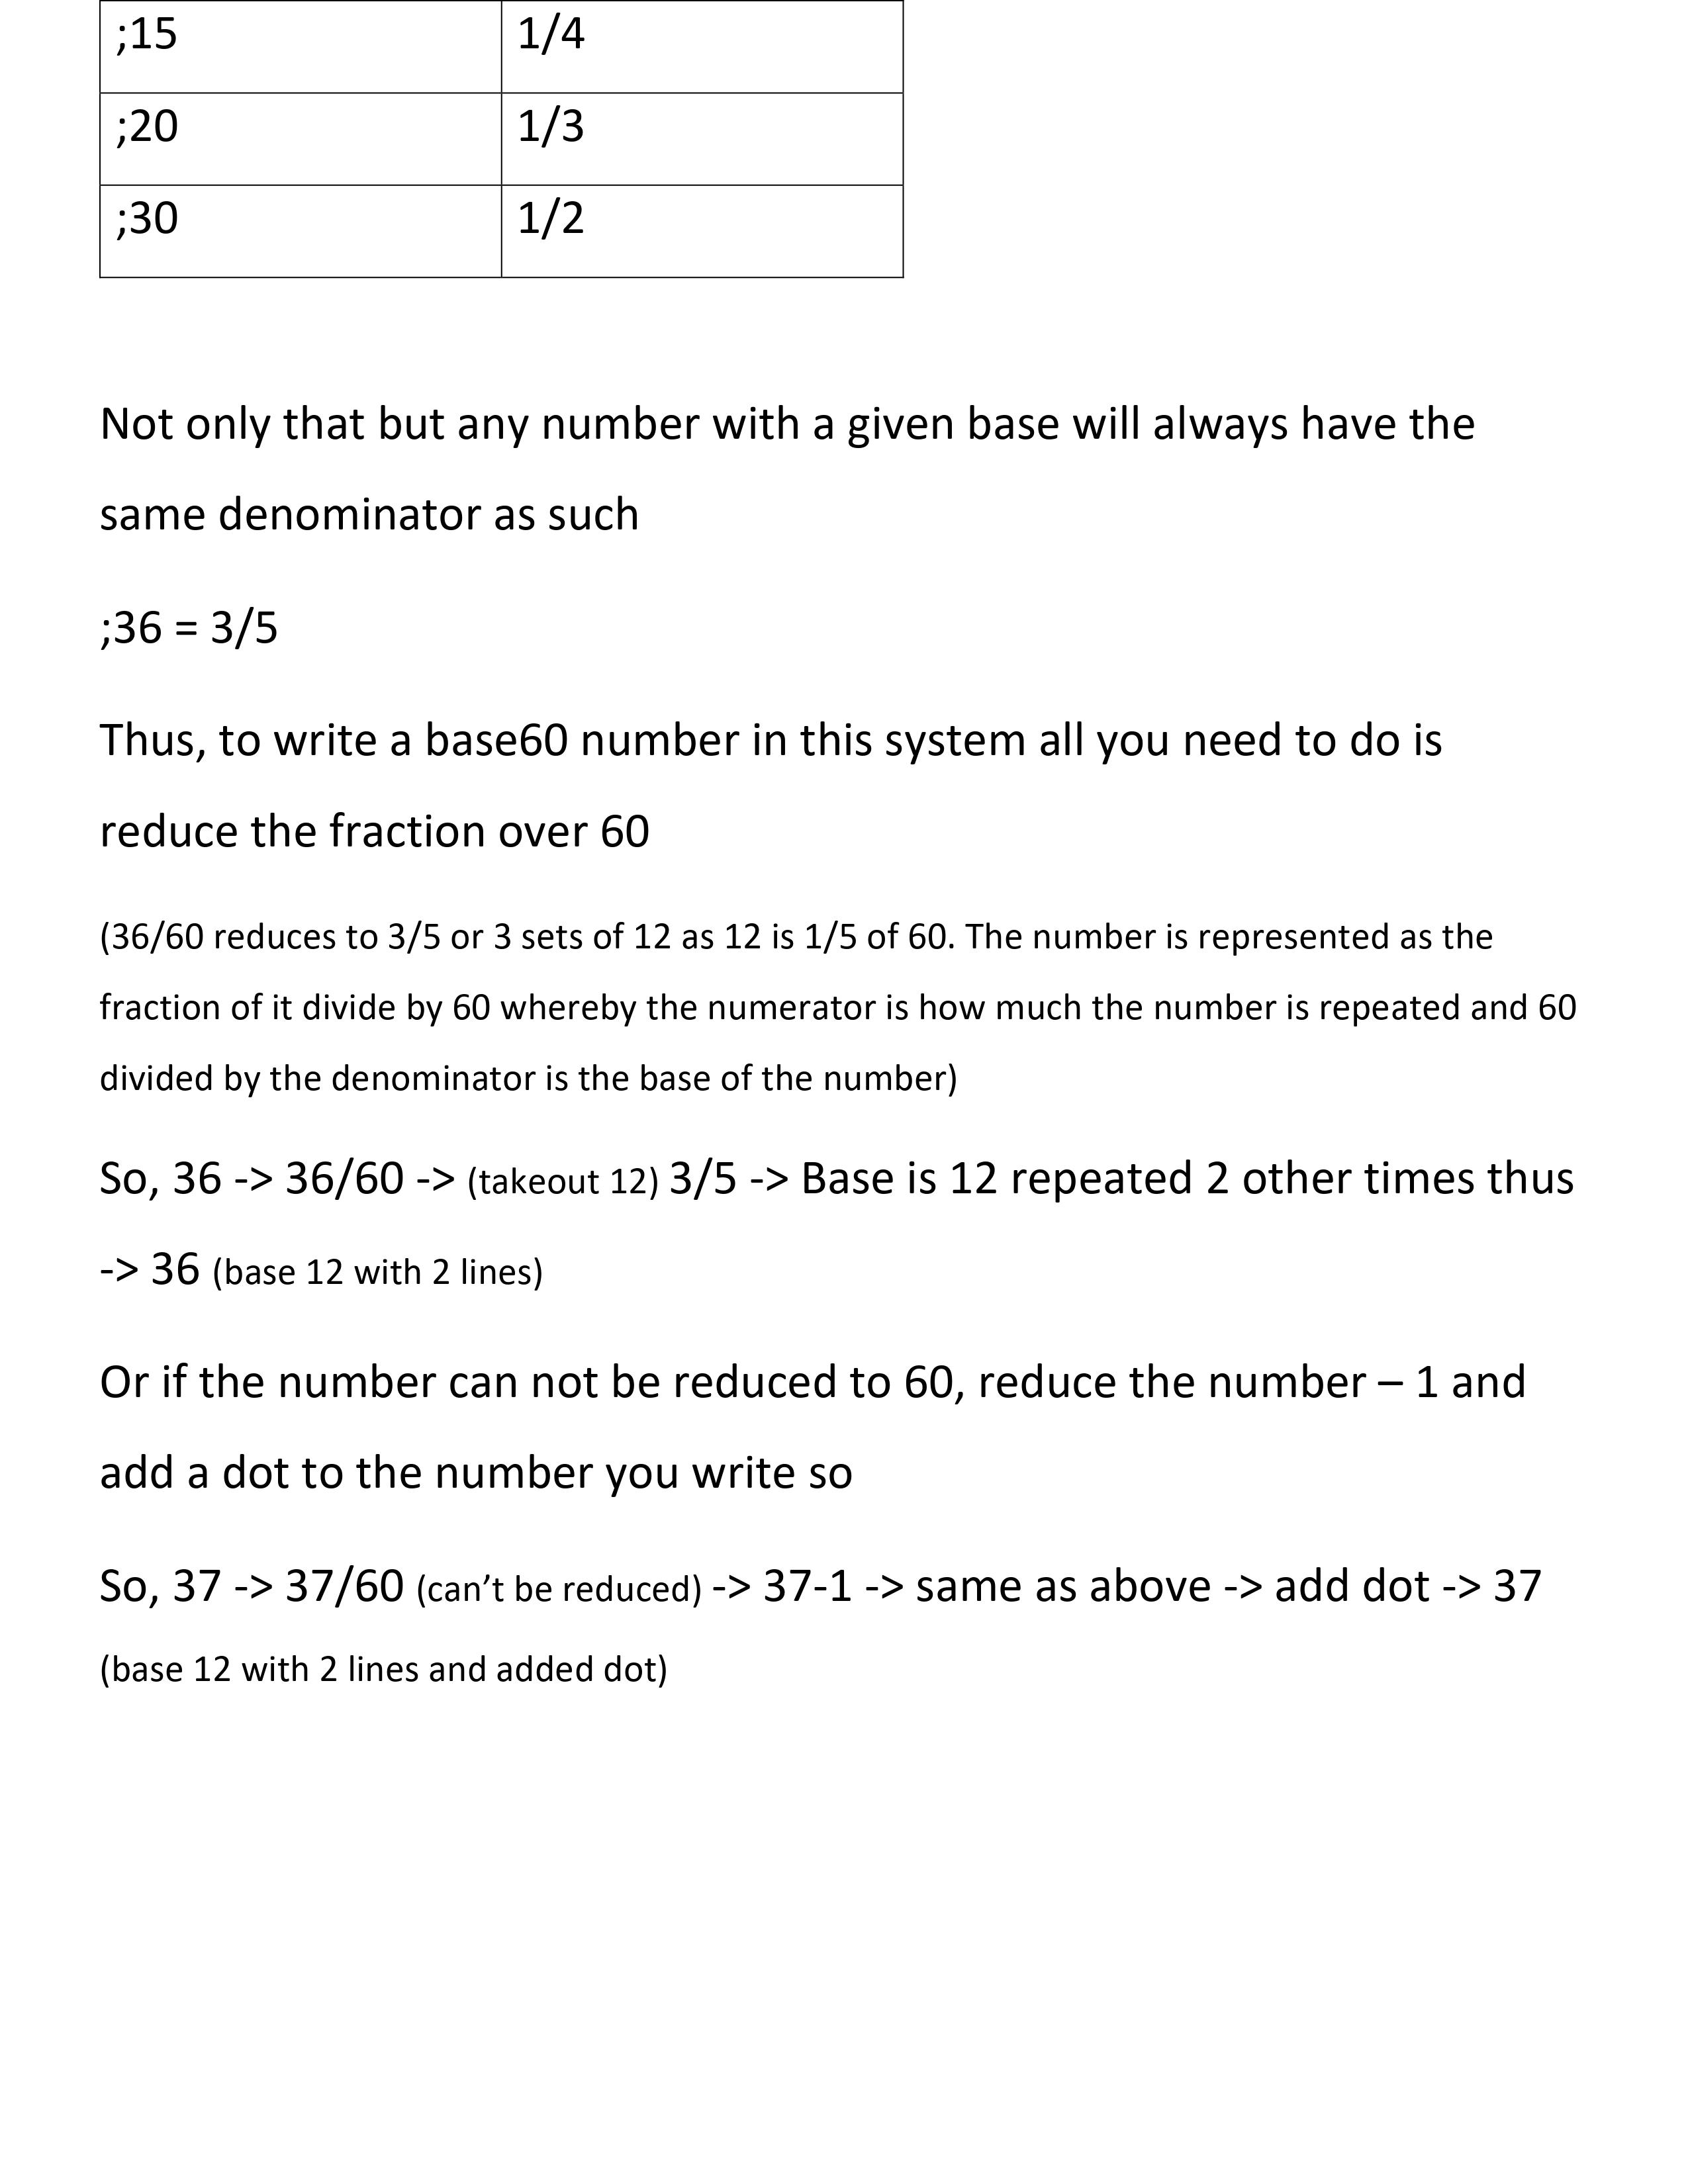 ;15 1/4
;20 1/3
;30 1/2
Not only that but any number with a given base will always have the
same denominator as such
;36 = 3/5
Thus, to write a base60 number in this system all you need to do is
reduce the fraction over 60
(36/60 reduces to 3/5 or 3 sets of 12 as 12 is 1/5 of 60. The number is represented as the
fraction of it divide by 60 whereby the numerator is how much the number is repeated and 60
divided by the denominator is the base of the number)
So, 36 -> 36/60 -> (takeout 12) 3/5 -> Base is 12 repeated 2 other times thus
-> 36 (base 12 with 2 lines)
Or if the number can not be reduced to 60, reduce the number – 1 and
add a dot to the number you write so
So, 37 -> 37/60 (can’t be reduced) -> 37-1 -> same as above -> add dot -> 37
(base 12 with 2 lines and added dot)